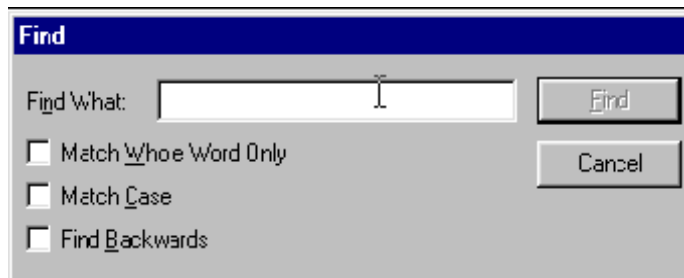 Find
Find What: Find
Match Whoe Word Only Cancel
Match Case
Find Backwards